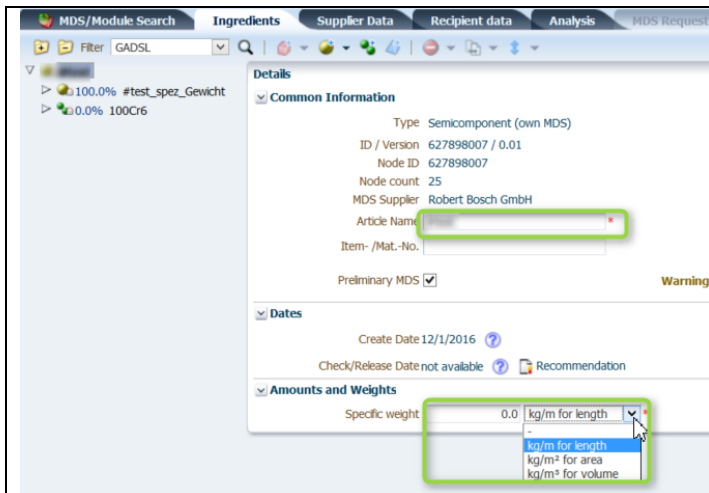 MDS/Module Search Ingredients Supplier Data Recipient data Analysis MDS Request
Filter GADSL
100.0% #test_spez_Gewicht
0.0% 100Cr6
Details
Common Information
Type Semicomponent (own MDS)
ID / Version 627898007 / 0.01
Node ID 627898007
Node count 25
MDS Supplier Robert Bosch GmbH
Article Name *
Item- /Mat.-No.
Preliminary MDS Warning
Dates
Create Date 12/1/2016 ?
Check/Release Date not available ? Recommendation
Amounts and Weights
Specific weight 0.0 kg/m for length *
-
kg/m for length
kg/m² for area
kg/m³ for volume